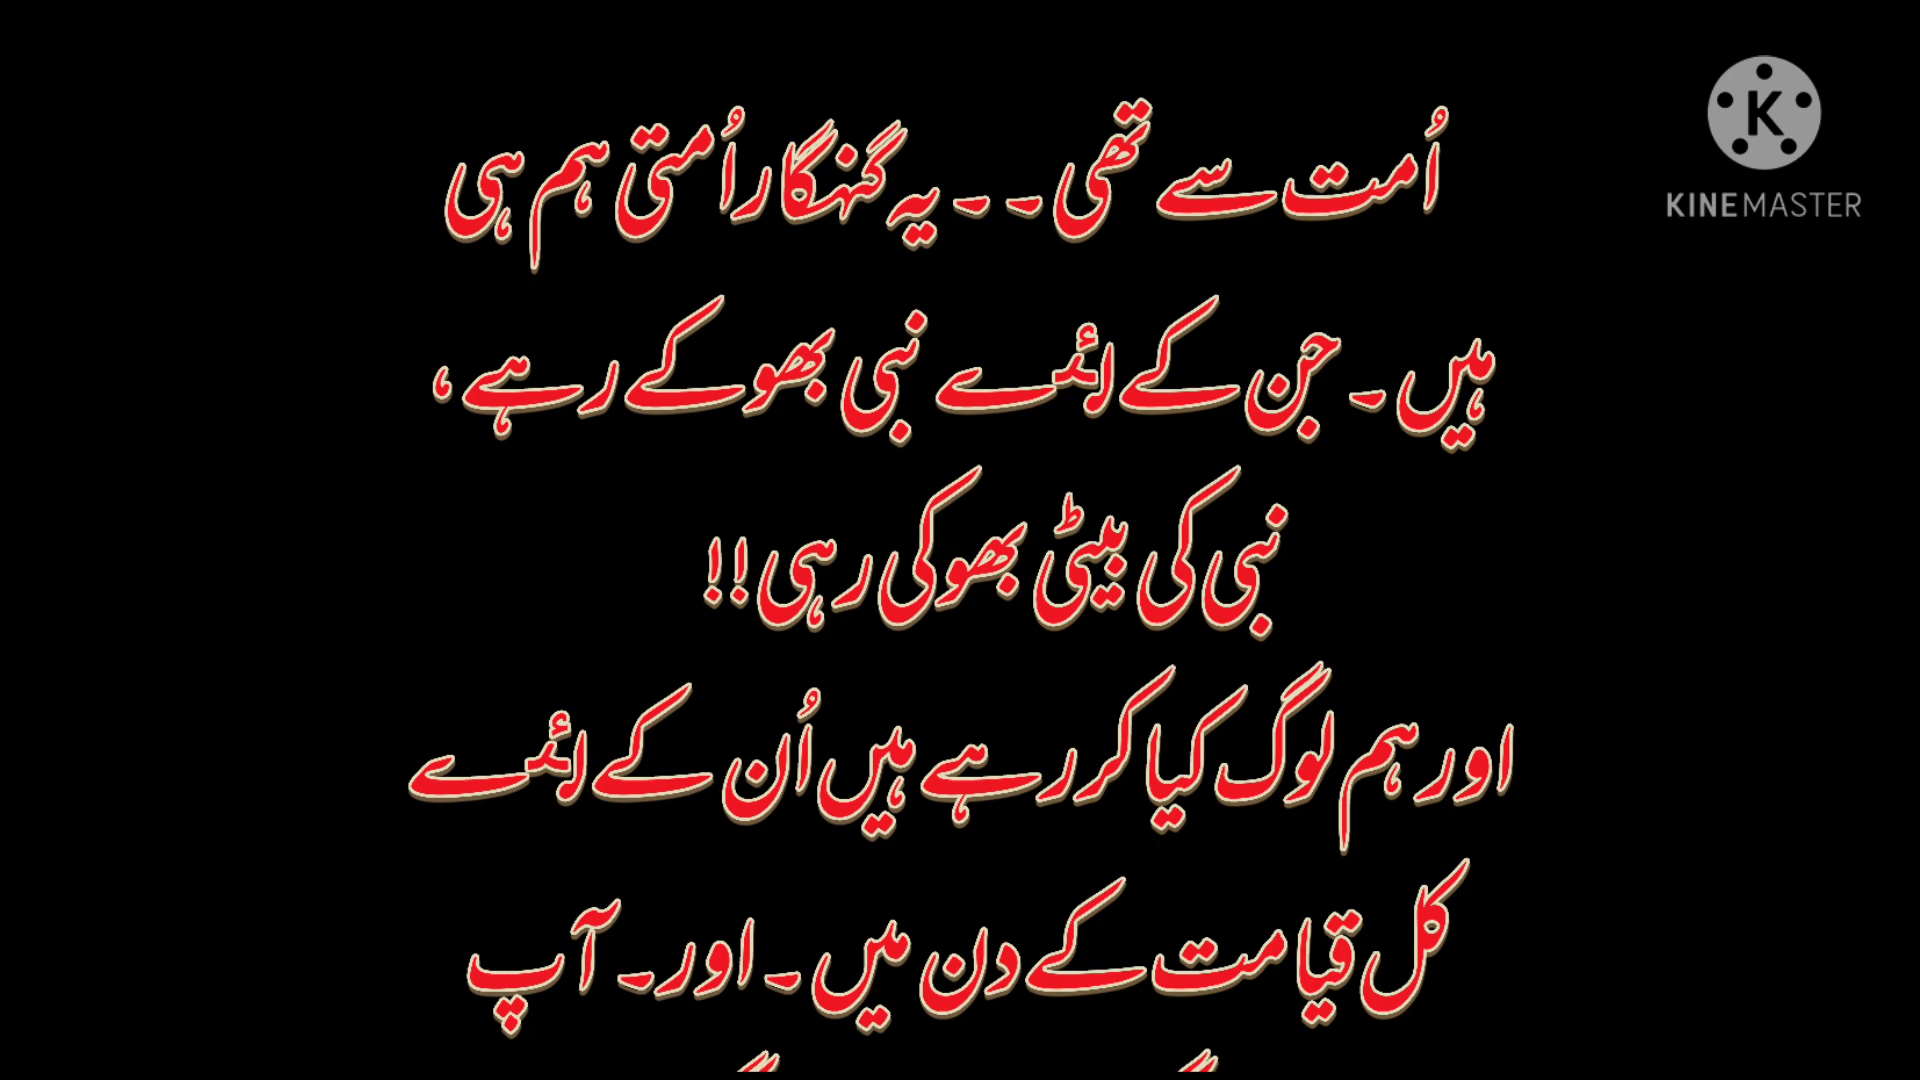 اُمت سے تھی۔۔یہ گنہگار اُمتی ہم ہی
ہیں۔ جن کے لئے نبی بھوکے رہے ،
نبی کی بیٹی بھوکی رہی!!
اور ہم لوگ کیا کر رہے ہیں اُن کے لئے
کل قیامت کے دن میں۔اور۔ آپ
K
KINEMASTER